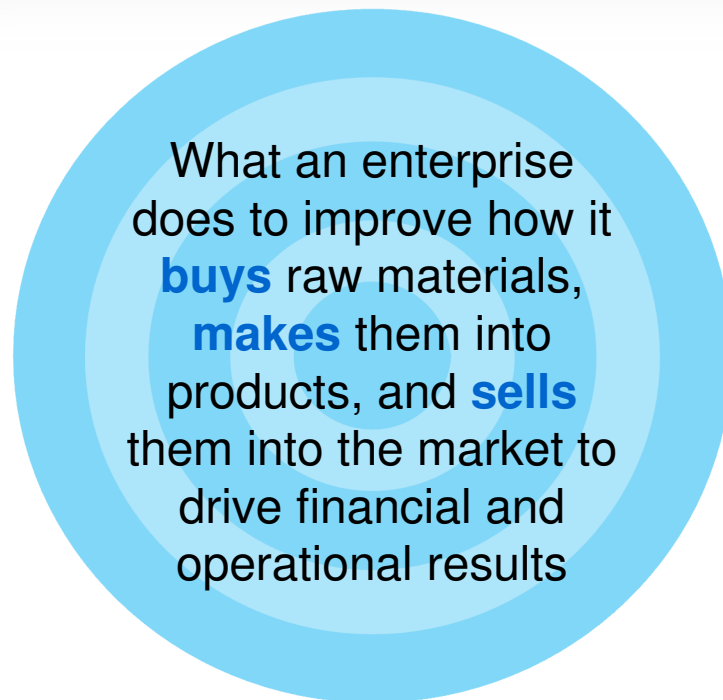 What an enterprise
does to improve how it
buys raw materials,
makes them into
products, and sells
them into the market to
drive financial and
operational results